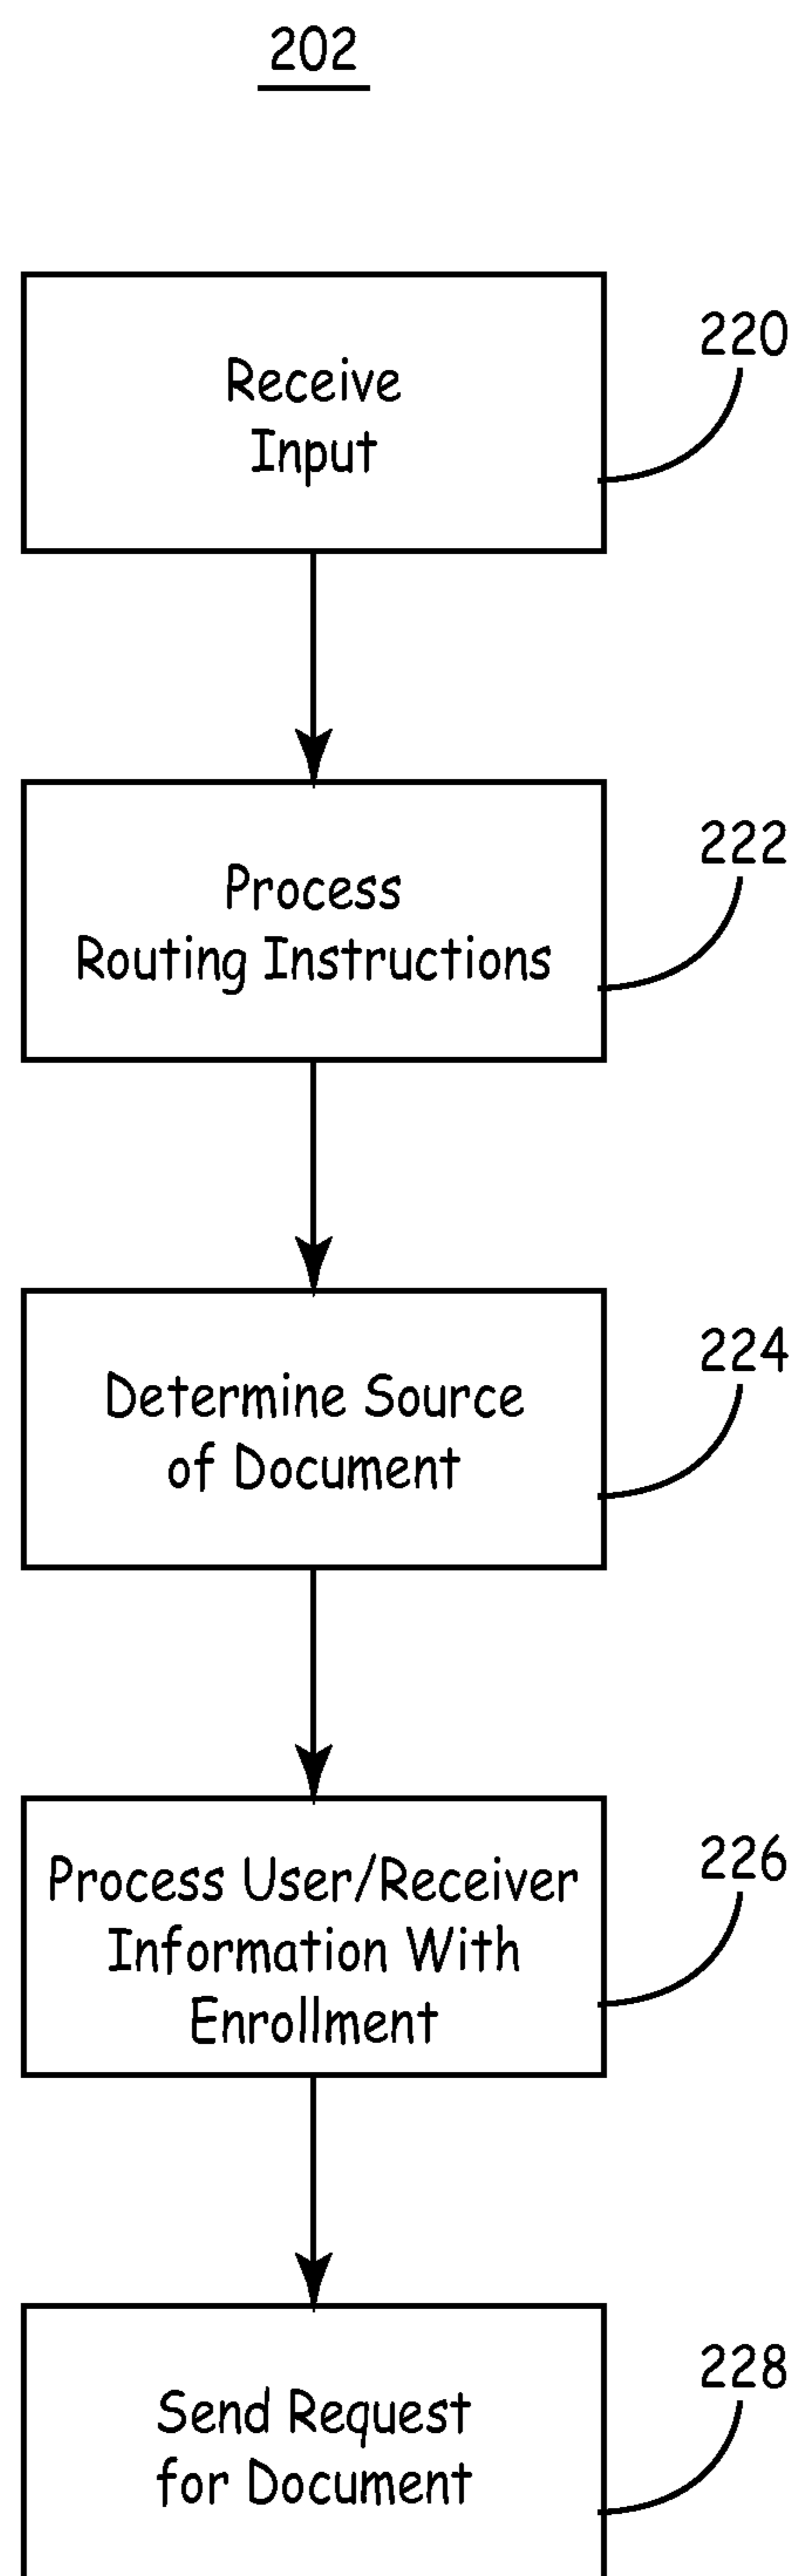 202
Receive
Input
220
Process
Routing Instructions
222
Determine Source
of Document
224
Process User/Receiver
Information With
Enrollment
226
Send Request
for Document
228